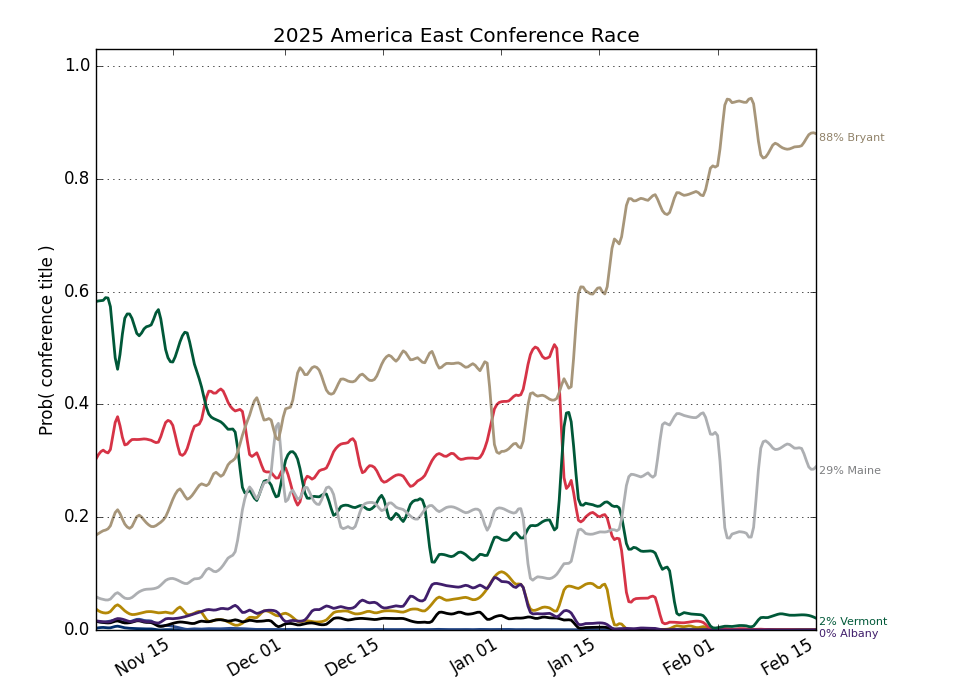 2025 America East Conference Race
Prob( conference title )
1.0
0.8
0.6
0.4
0.2
0.0
88% Bryant
29% Maine
2% Vermont
0% Albany
Nov 15
Dec 01
Dec 15
Jan 01
Jan 15
Feb 01
Feb 15